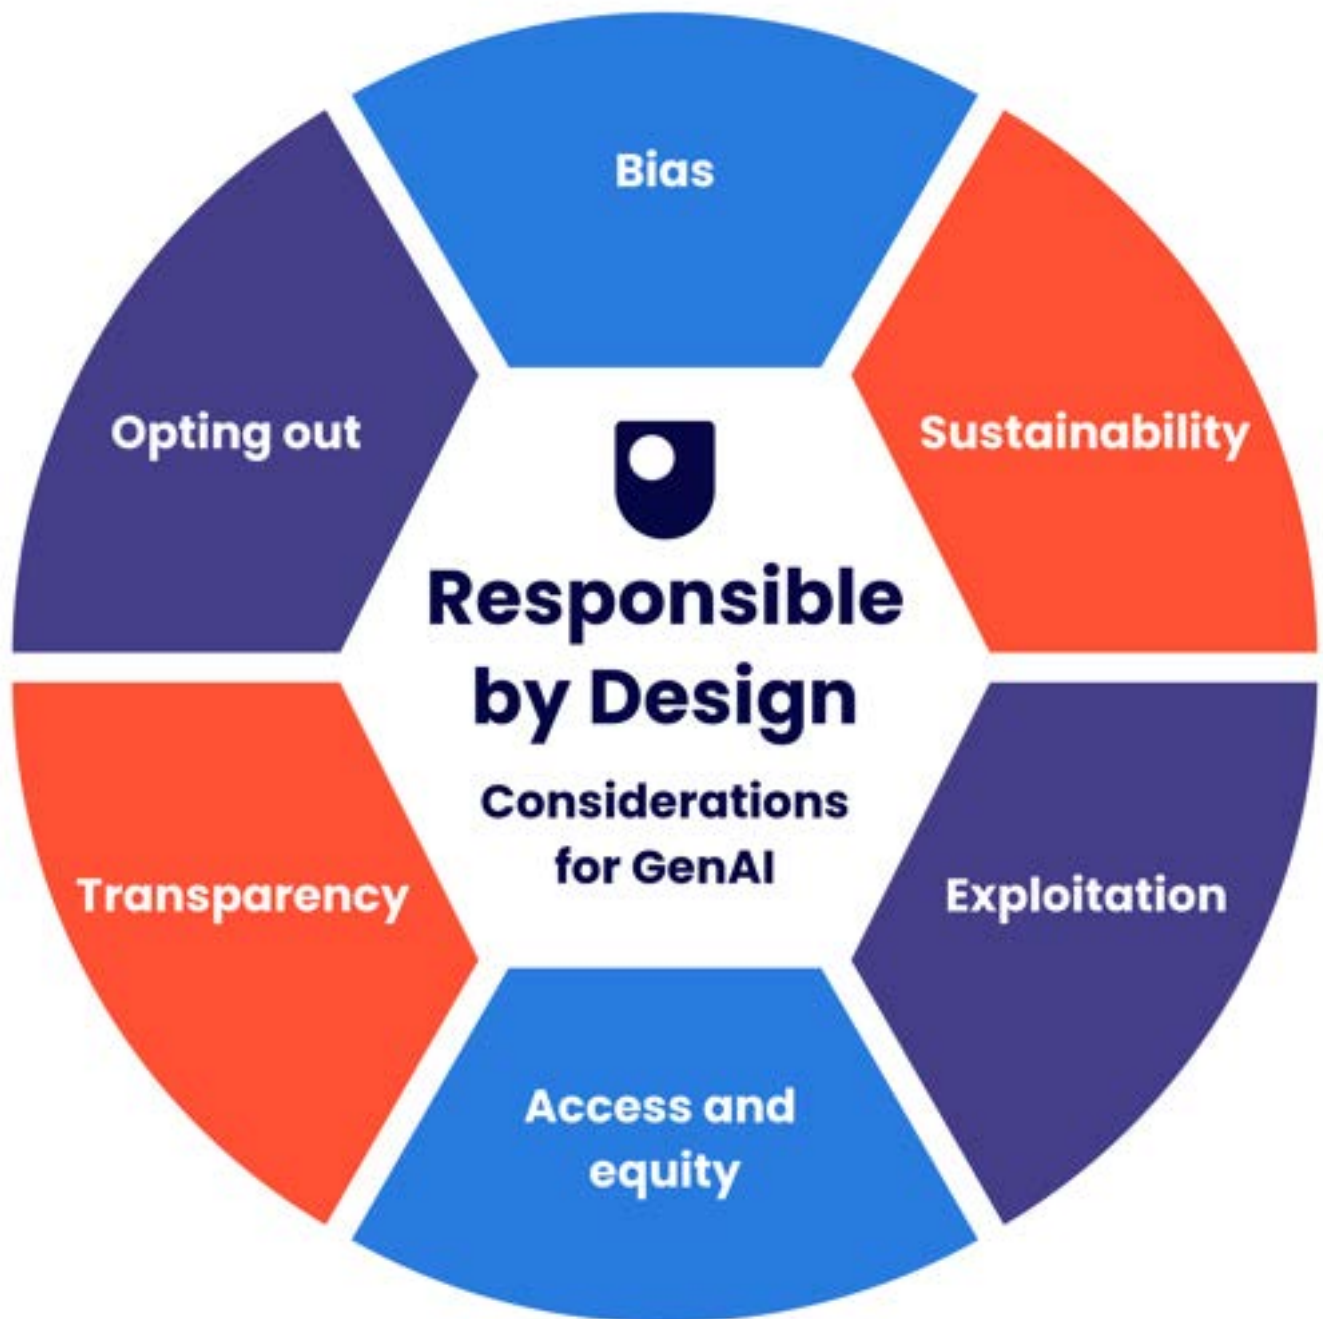 Bias
Sustainability
Exploitation
Access and
equity
Transparency
Opting out
Responsible
by Design
Considerations
for GenAI